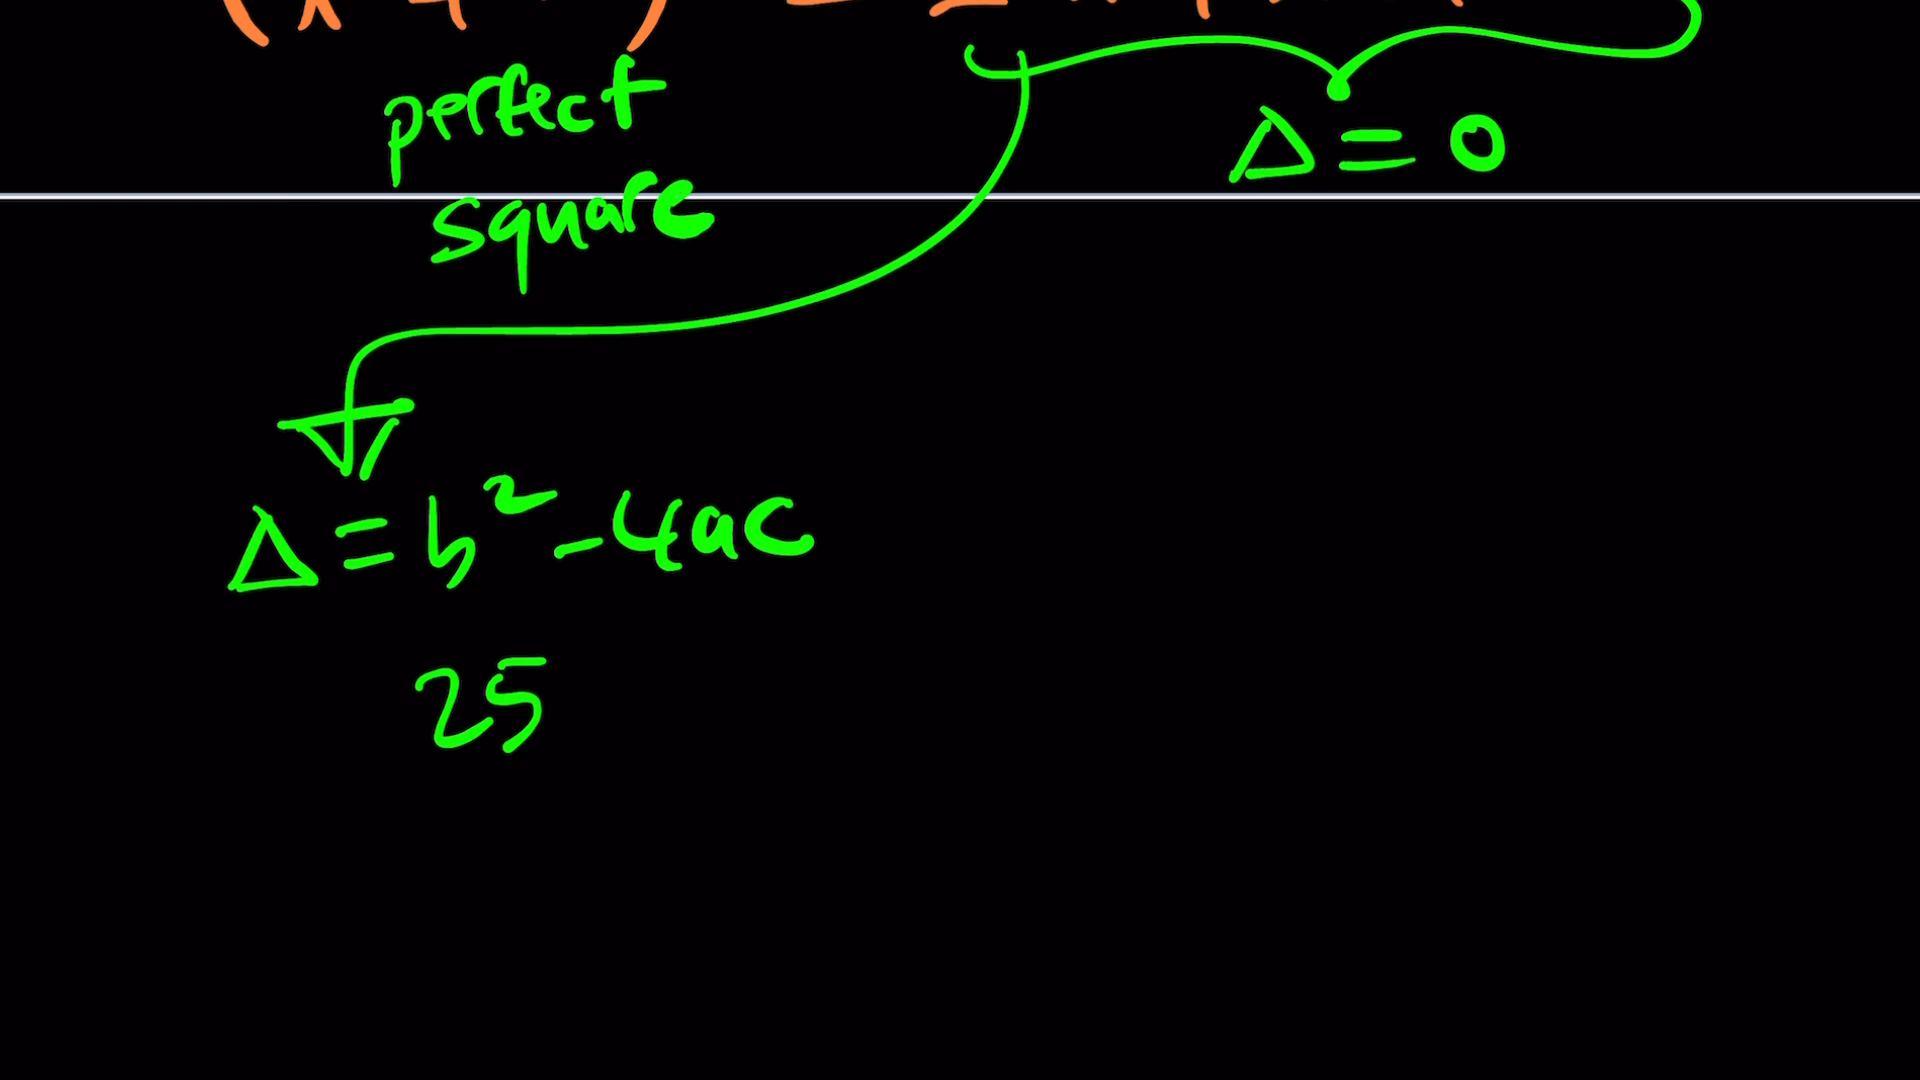 perfect
square
Δ = 0
Δ = b² - 4ac
25